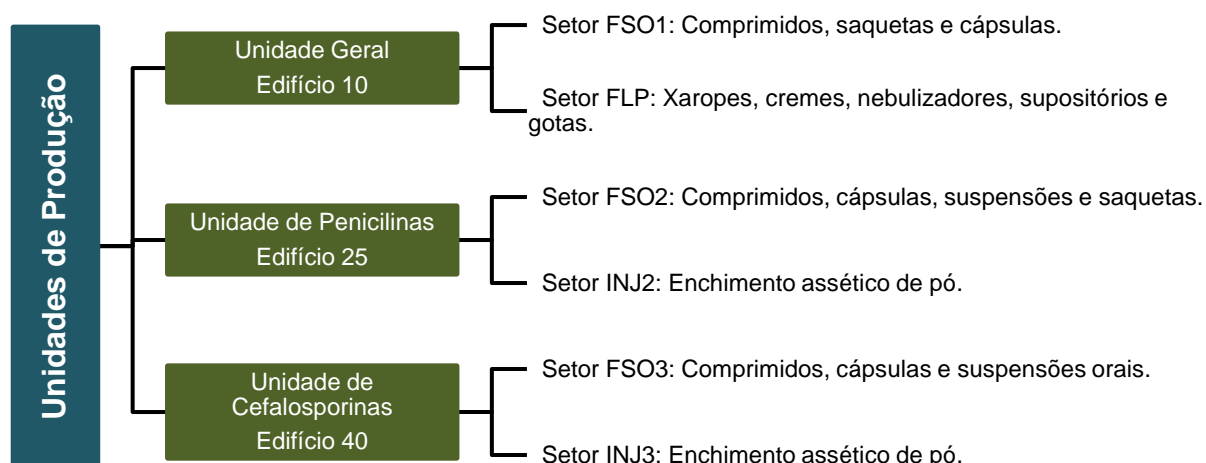 Unidades de Produção
Unidade Geral
Edifício 10
Setor FSO1: Comprimidos, saquetas e cápsulas.
Setor FLP: Xaropes, cremes, nebulizadores, supositórios e
gotas.
Unidade de Penicilinas
Edifício 25
Setor FSO2: Comprimidos, cápsulas, suspensões e saquetas.
Setor INJ2: Enchimento assético de pó.
Unidade de
Cefalosporinas
Edifício 40
Setor FSO3: Comprimidos, cápsulas e suspensões orais.
Setor INJ3: Enchimento assético de pó.